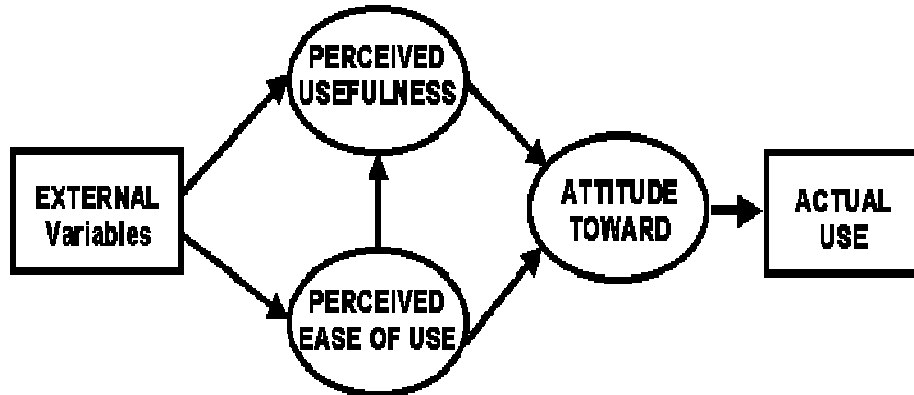 PERCEIVED
USEFULNESS
EXTERNAL
Variables
ATTITUDE
TOWARD
ACTUAL
USE
PERCEIVED
EASE OF USE